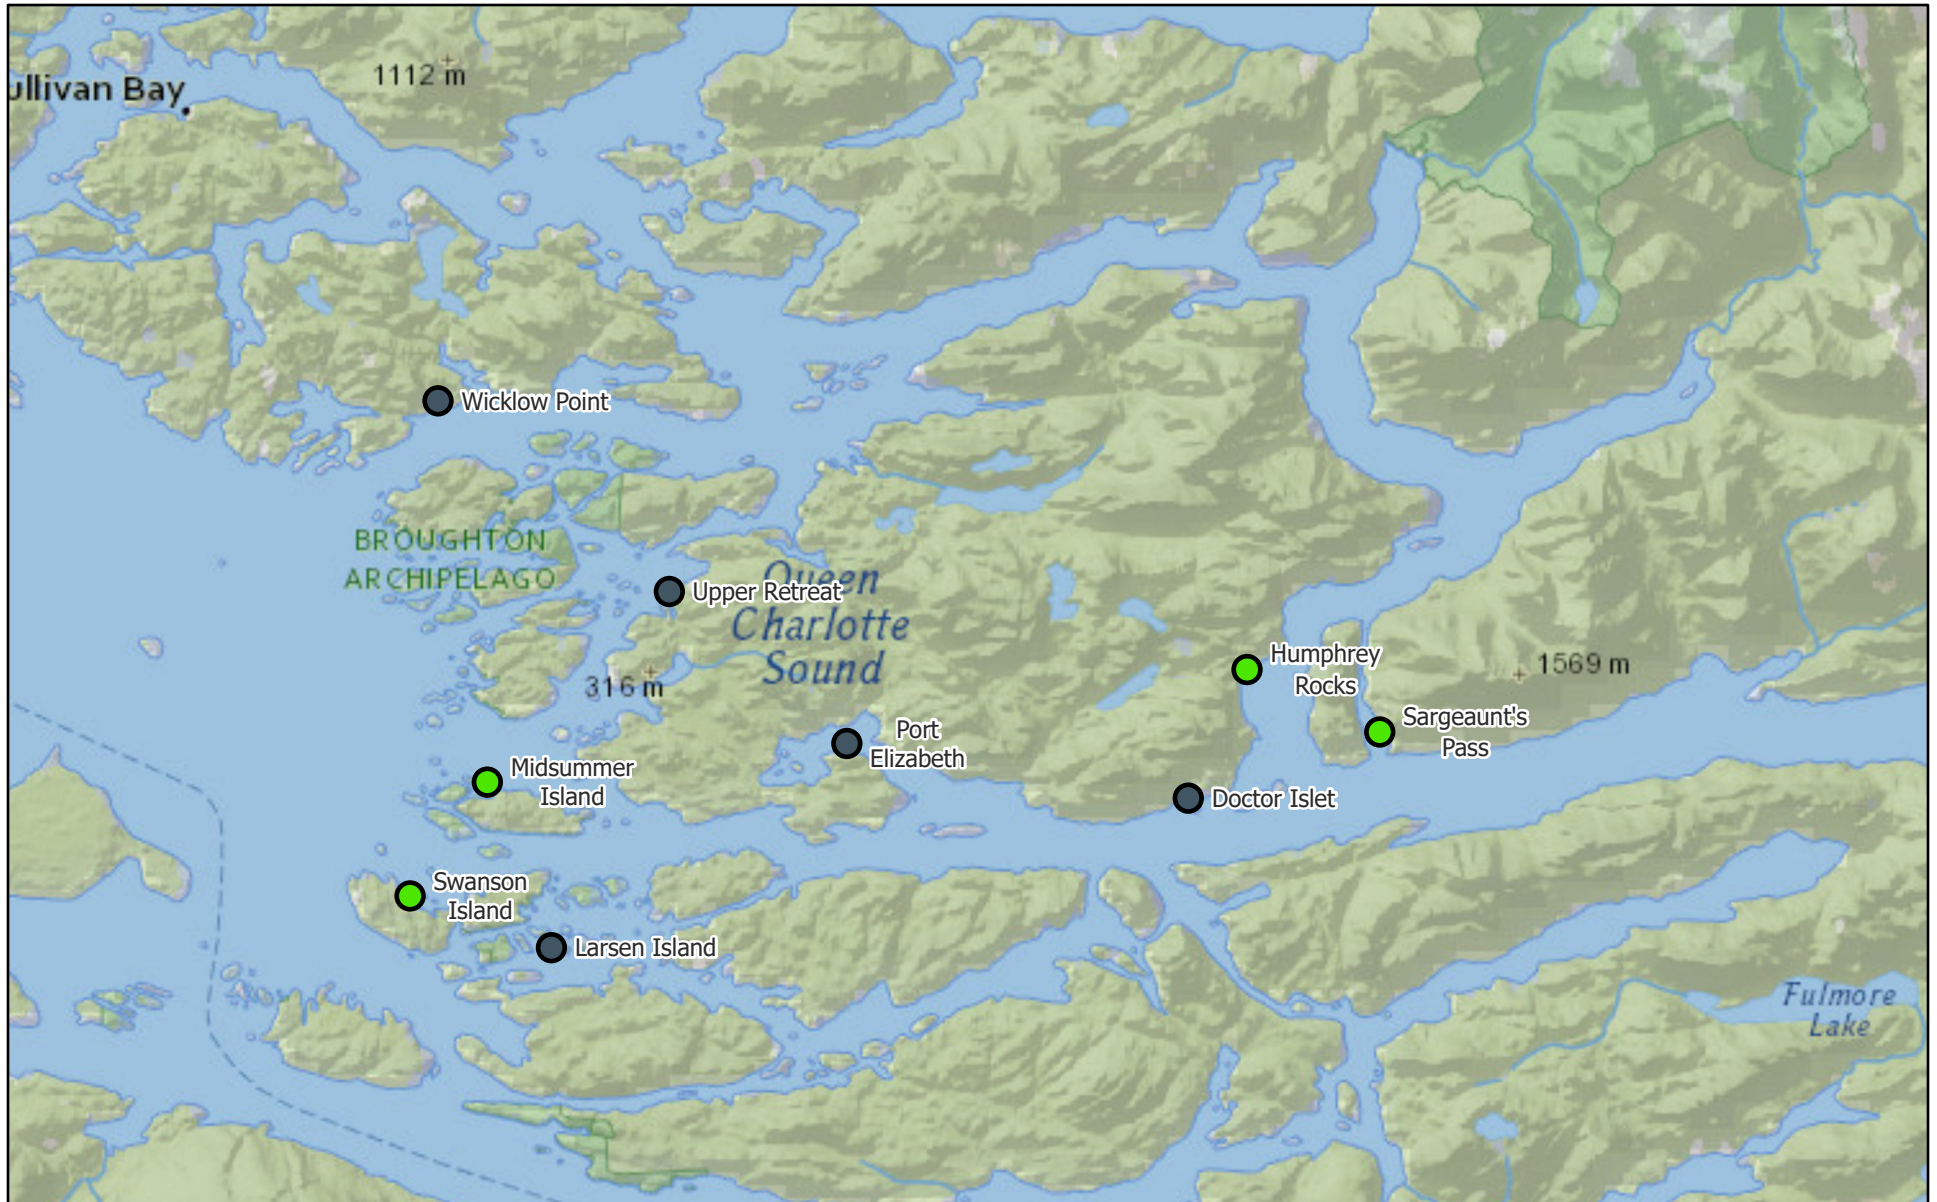 1112 m
ullivan Bay
Wicklow Point
BROUGHTON
ARCHIPELAGO
Queen
Charlotte
Sound
Upper Retreat
316 m
Humphrey
Rocks
1569 m
Sargeaunt's
Pass
Port
Elizabeth
Midsummer
Island
Doctor Islet
Swanson
Island
Larsen Island
Fulmore
Lake